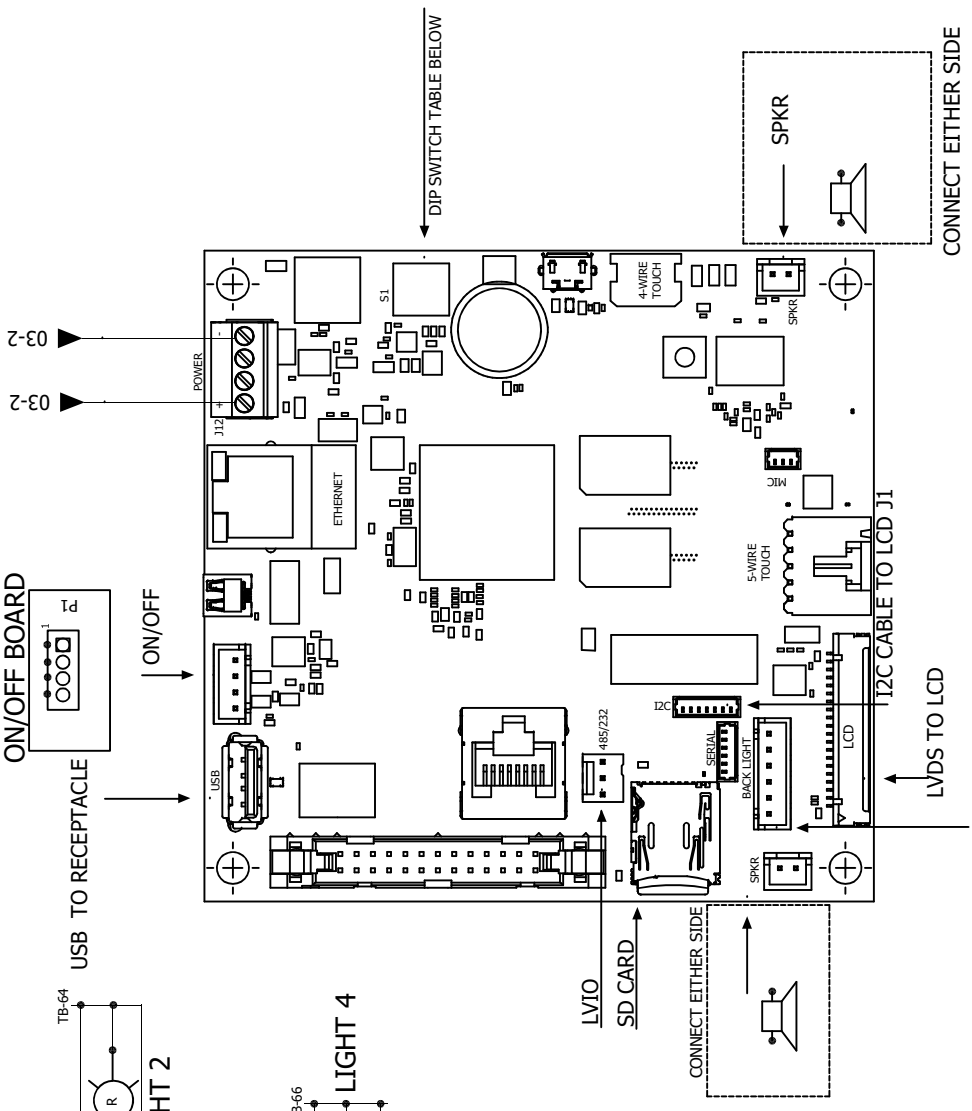 ON/OFF BOARD
P1
1
ON/OFF
USB TO RECEPTACLE
03-2
03-2
POWER
+
-
J12
ETHERNET
S1
DIP SWITCH TABLE BELOW
USB
4-WIRE
TOUCH
SPKR
SPKR
CONNECT EITHER SIDE
MIC
5-WIRE
TOUCH
I2C CABLE TO LCD J1
I2C
485/232
SERIAL
BACK LIGHT
LCD
LVDS TO LCD
SPKR
CONNECT EITHER SIDE
LVIO
SD CARD
TB-64
R
HT 2
LIGHT 4
B-66